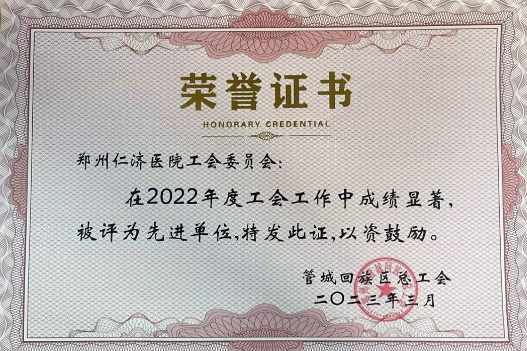 荣誉证书
HONORARY CREDENTIAL
郑州仁济医院工会委员会:
在2022年度工会工作中成绩显著,
被评为先进单位,特发此证,以资鼓励。
管城回族区总工会
二〇二三年三月